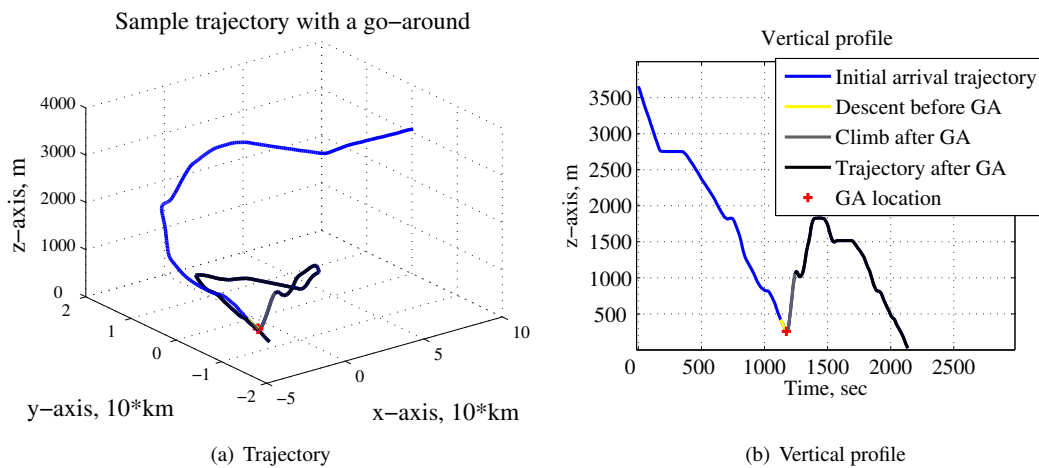 Sample trajectory with a go−around
4000
3000
2000
1000
0
z−axis, m
2
1
0
−1
−2
y−axis, 10*km
−5
0
5
10
x−axis, 10*km
(a) Trajectory
Vertical profile
Initial arrival trajectory
Descent before GA
Climb after GA
Trajectory after GA
GA location
3500
3000
2500
2000
1500
1000
500
z−axis, m
0 500 1000 1500 2000 2500
Time, sec
(b) Vertical profile